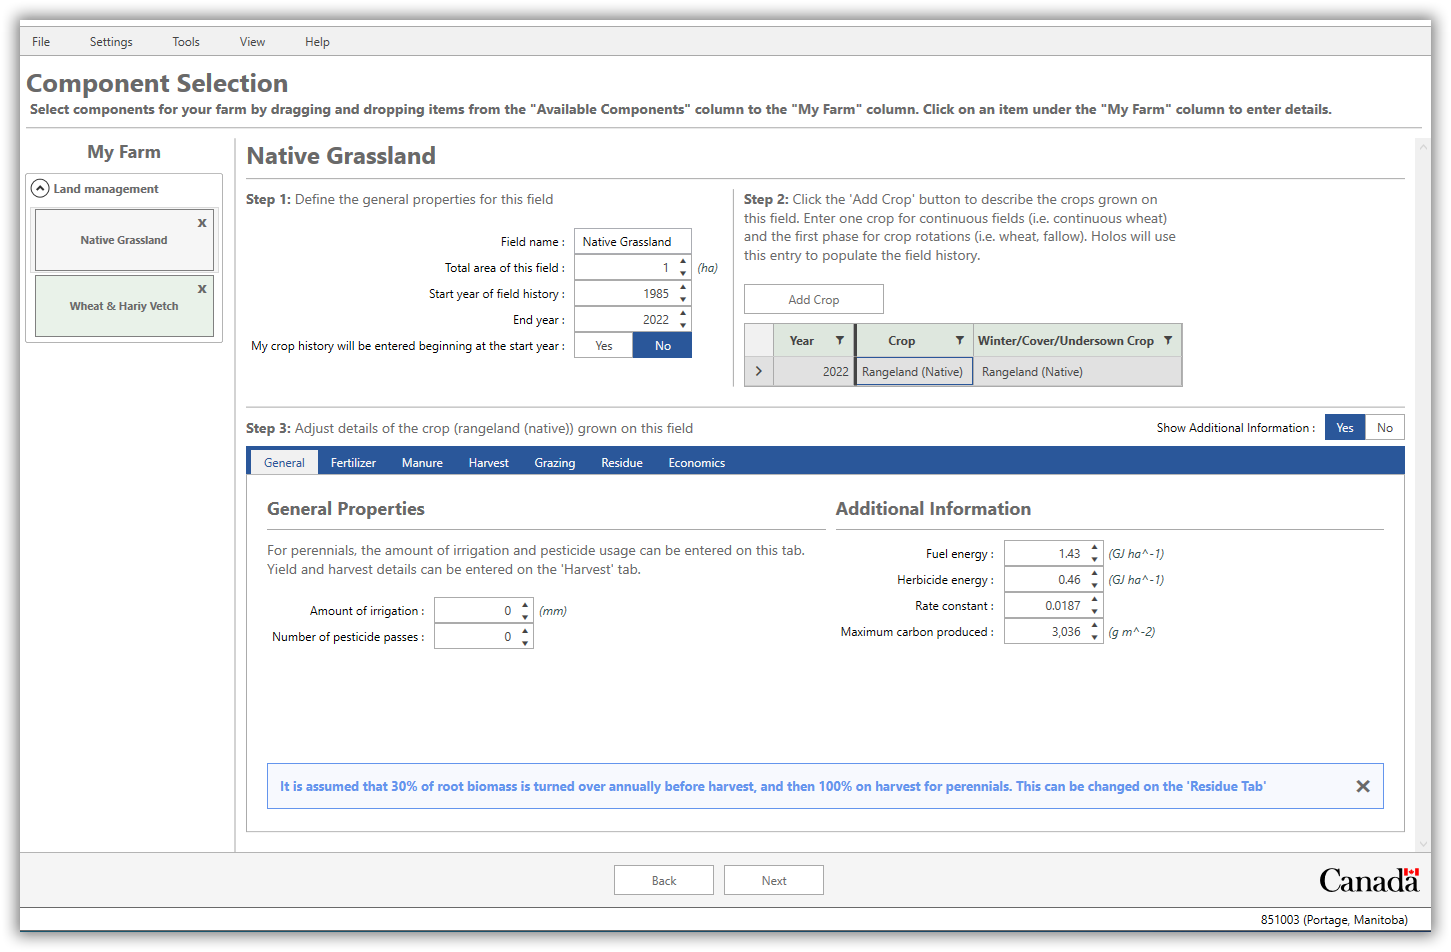 File Settings Tools View Help
Component Selection
Select components for your farm by dragging and dropping items from the "Available Components" column to the "My Farm" column. Click on an item under the "My Farm" column to enter details.
My Farm
Land management
Native Grassland x
Wheat & Hariy Vetch x
Native Grassland
Step 1: Define the general properties for this field
Field name : Native Grassland
Total area of this field : 1 (ha)
Start year of field history : 1985
End year : 2022
My crop history will be entered beginning at the start year : Yes No
Step 2: Click the 'Add Crop' button to describe the crops grown on
this field. Enter one crop for continuous fields (i.e. continuous wheat)
and the first phase for crop rotations (i.e. wheat, fallow). Holos will use
this entry to populate the field history.
Add Crop
Year Crop Winter/Cover/Undersown Crop
2022 Rangeland (Native) Rangeland (Native)
Step 3: Adjust details of the crop (rangeland (native)) grown on this field
Show Additional Information : Yes No
General Fertilizer Manure Harvest Grazing Residue Economics
General Properties
For perennials, the amount of irrigation and pesticide usage can be entered on this tab.
Yield and harvest details can be entered on the 'Harvest' tab.
Amount of irrigation : 0 (mm)
Number of pesticide passes : 0
Additional Information
Fuel energy : 1.43 (GJ ha^-1)
Herbicide energy : 0.46 (GJ ha^-1)
Rate constant : 0.0187
Maximum carbon produced : 3,036 (g m^-2)
It is assumed that 30% of root biomass is turned over annually before harvest, and then 100% on harvest for perennials. This can be changed on the 'Residue Tab'
Back Next
Canada
851003 (Portage, Manitoba)